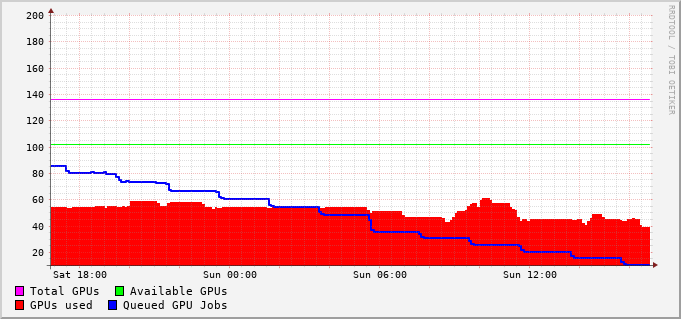 200
180
160
140
120
100
80
60
40
20
Sat 18:00 Sun 00:00 Sun 06:00 Sun 12:00
Total GPUs Available GPUs
GPUs used Queued GPU Jobs
RRDTOOL / TOBI OETIKER